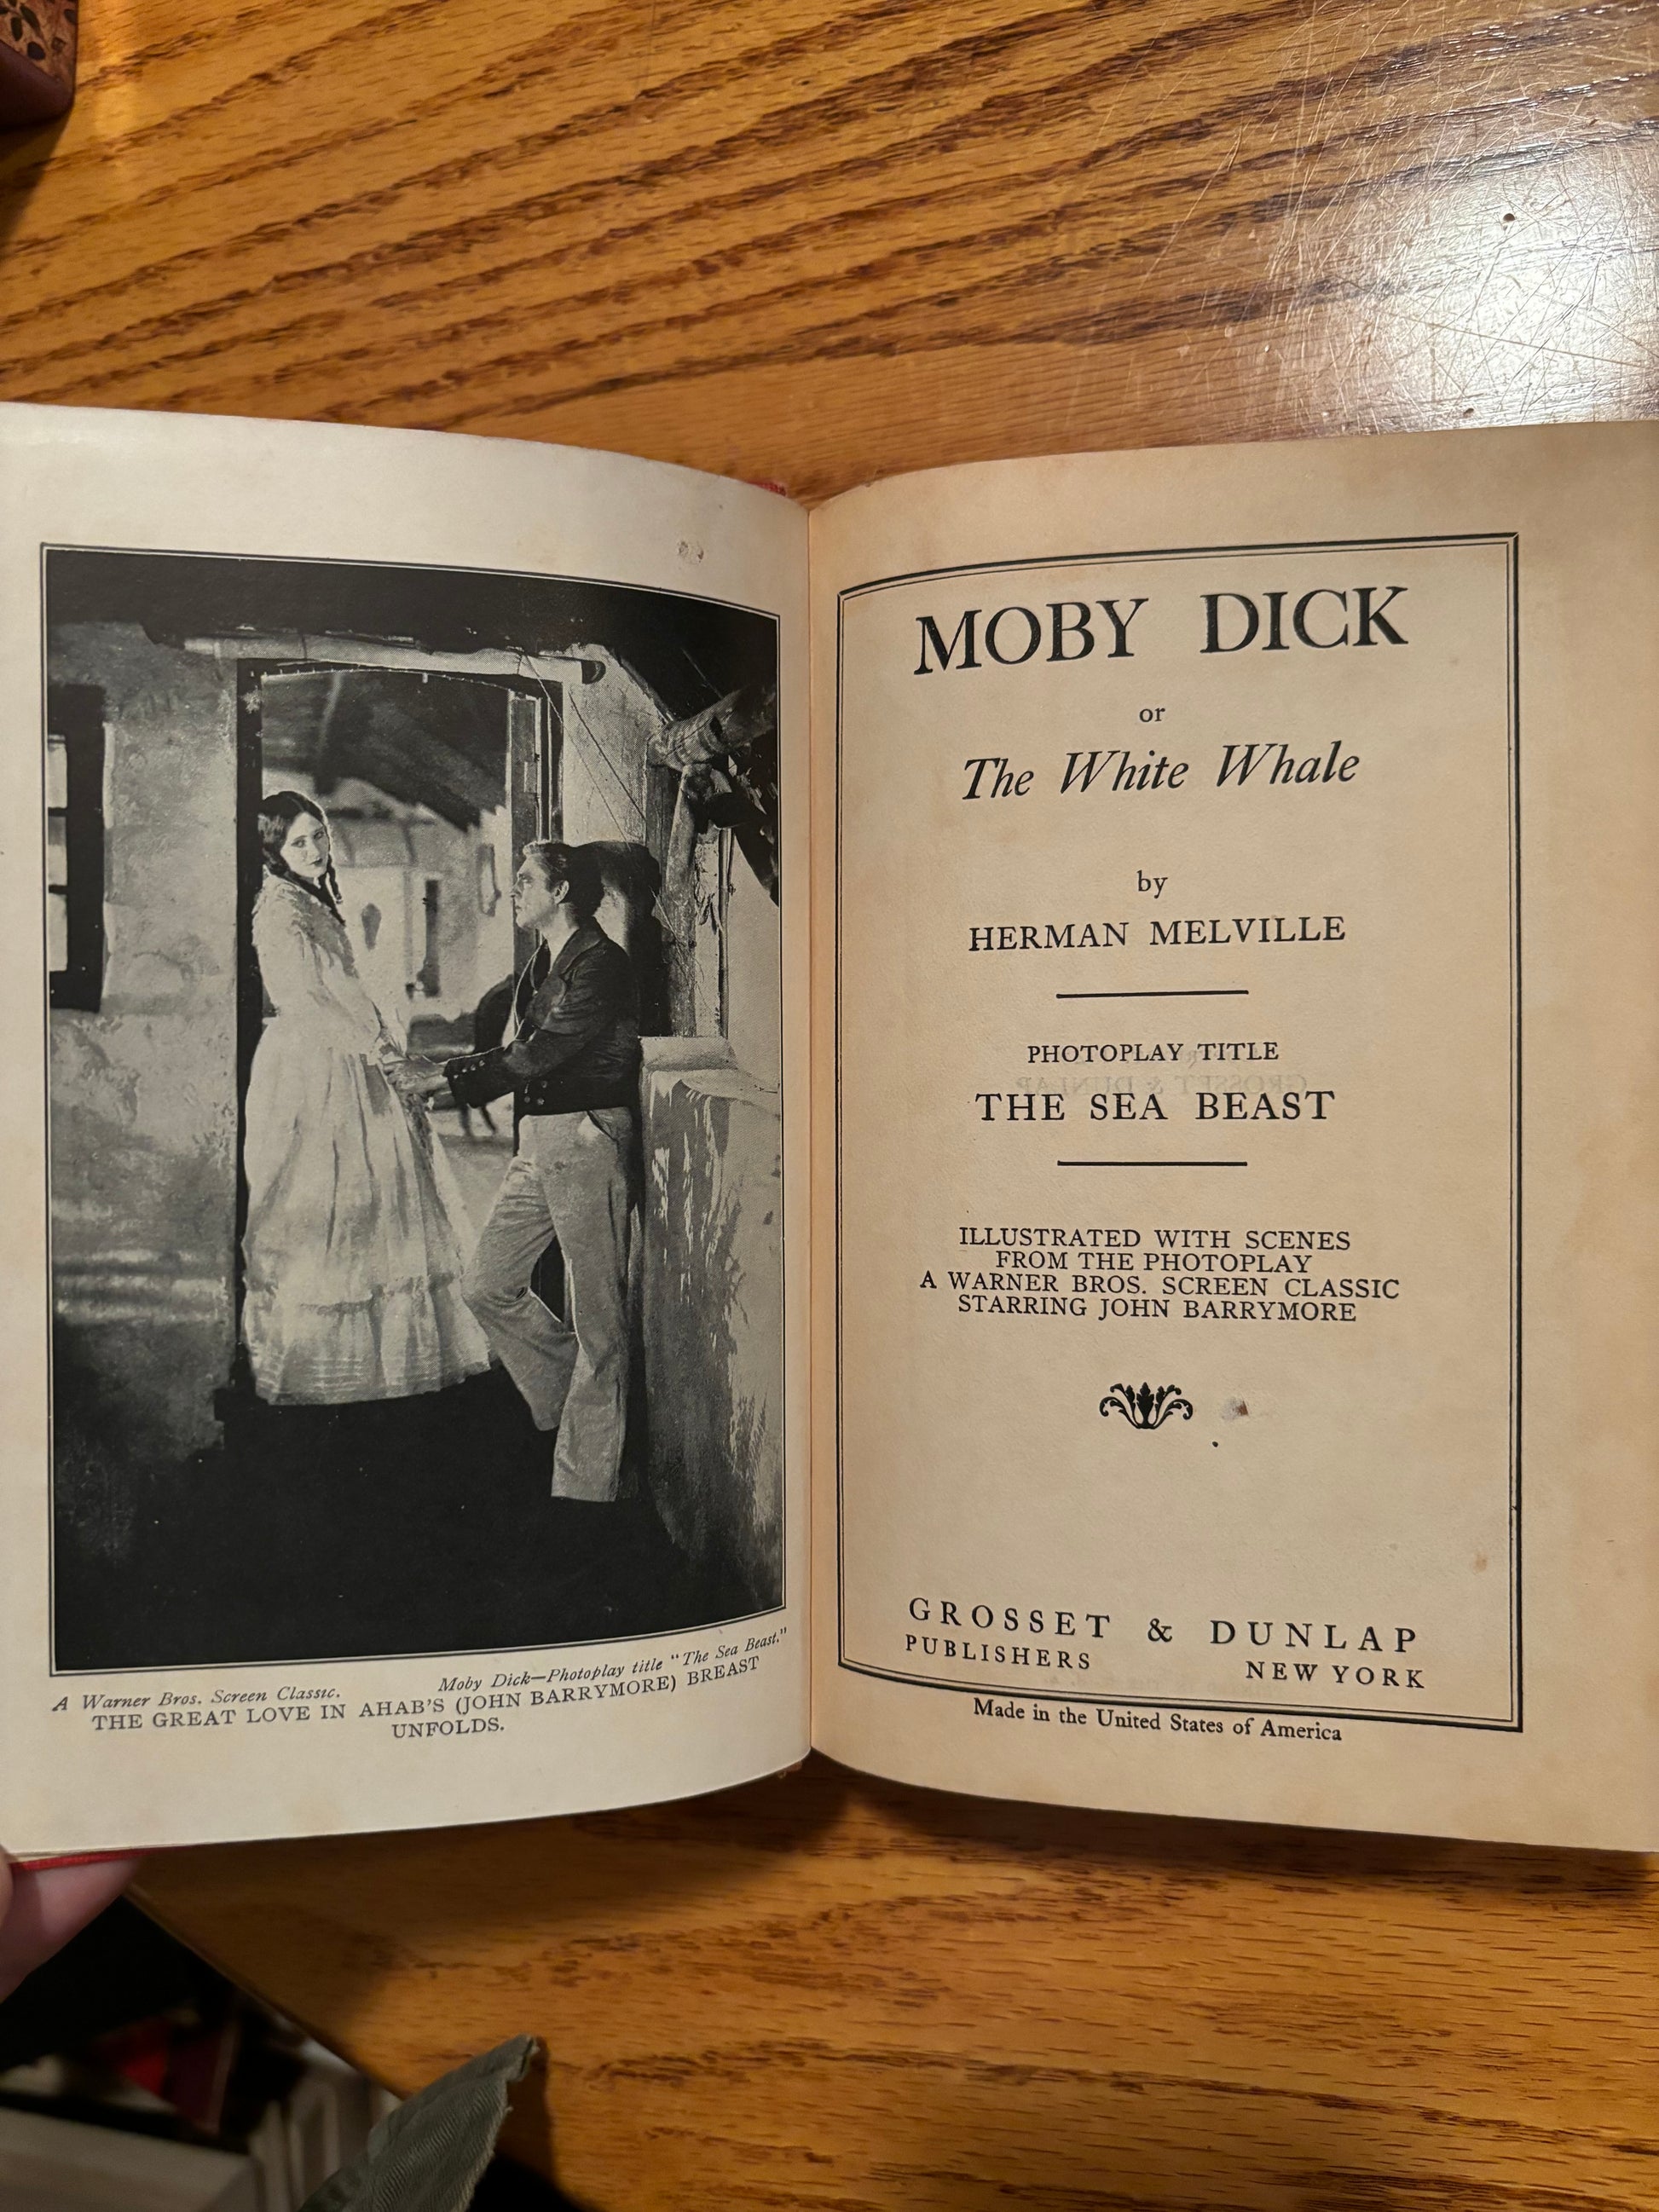 A Warner Bros. Screen Classic. Moby Dick—Photoplay title "The Sea Beast."
THE GREAT LOVE IN AHAB'S (JOHN BARRYMORE) BREAST
UNFOLDS.
MOBY DICK
or
The White Whale
by
HERMAN MELVILLE
PHOTOPLAY TITLE
THE SEA BEAST
ILLUSTRATED WITH SCENES
FROM THE PHOTOPLAY
A WARNER BROS. SCREEN CLASSIC
STARRING JOHN BARRYMORE
GROSSET & DUNLAP
PUBLISHERS NEW YORK
Made in the United States of America